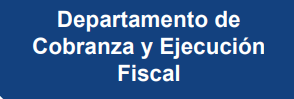 Departamento de
Cobranza y Ejecución
Fiscal